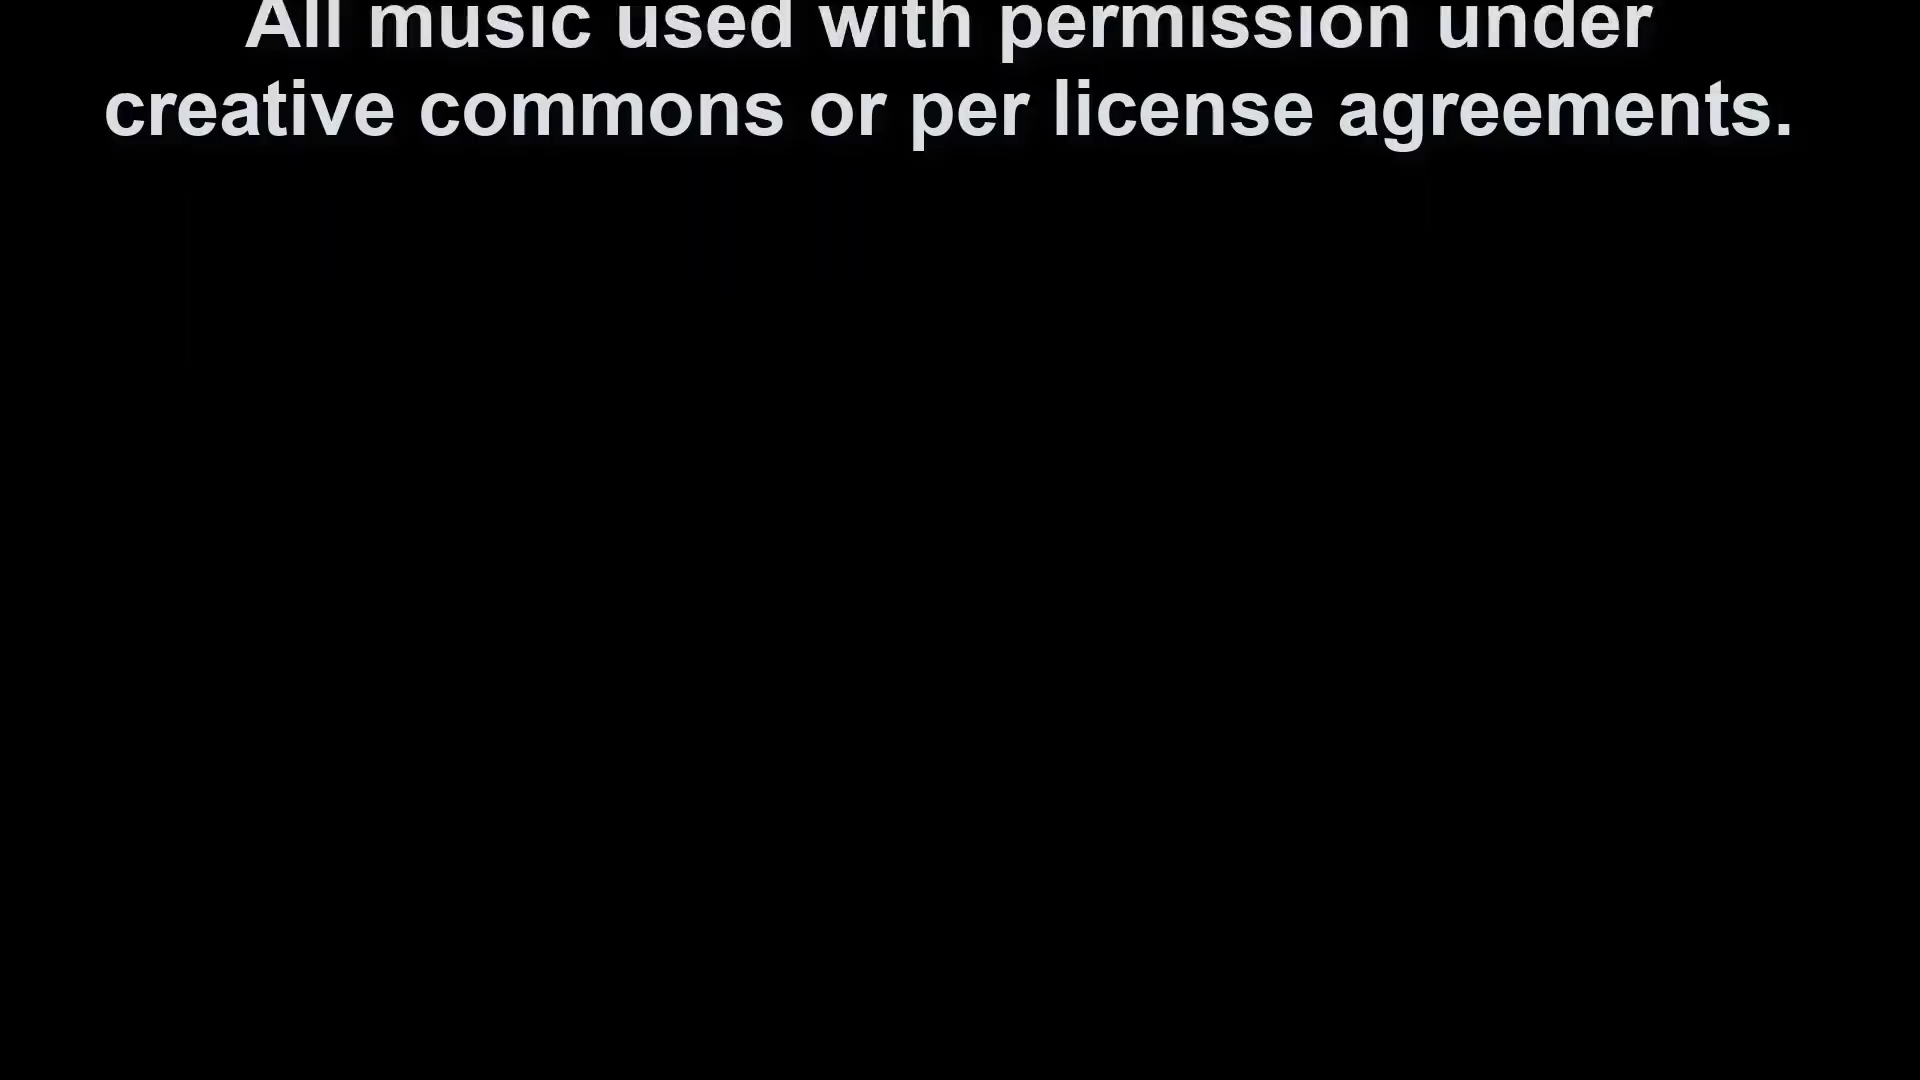 All music used with permission under
creative commons or per license agreements.